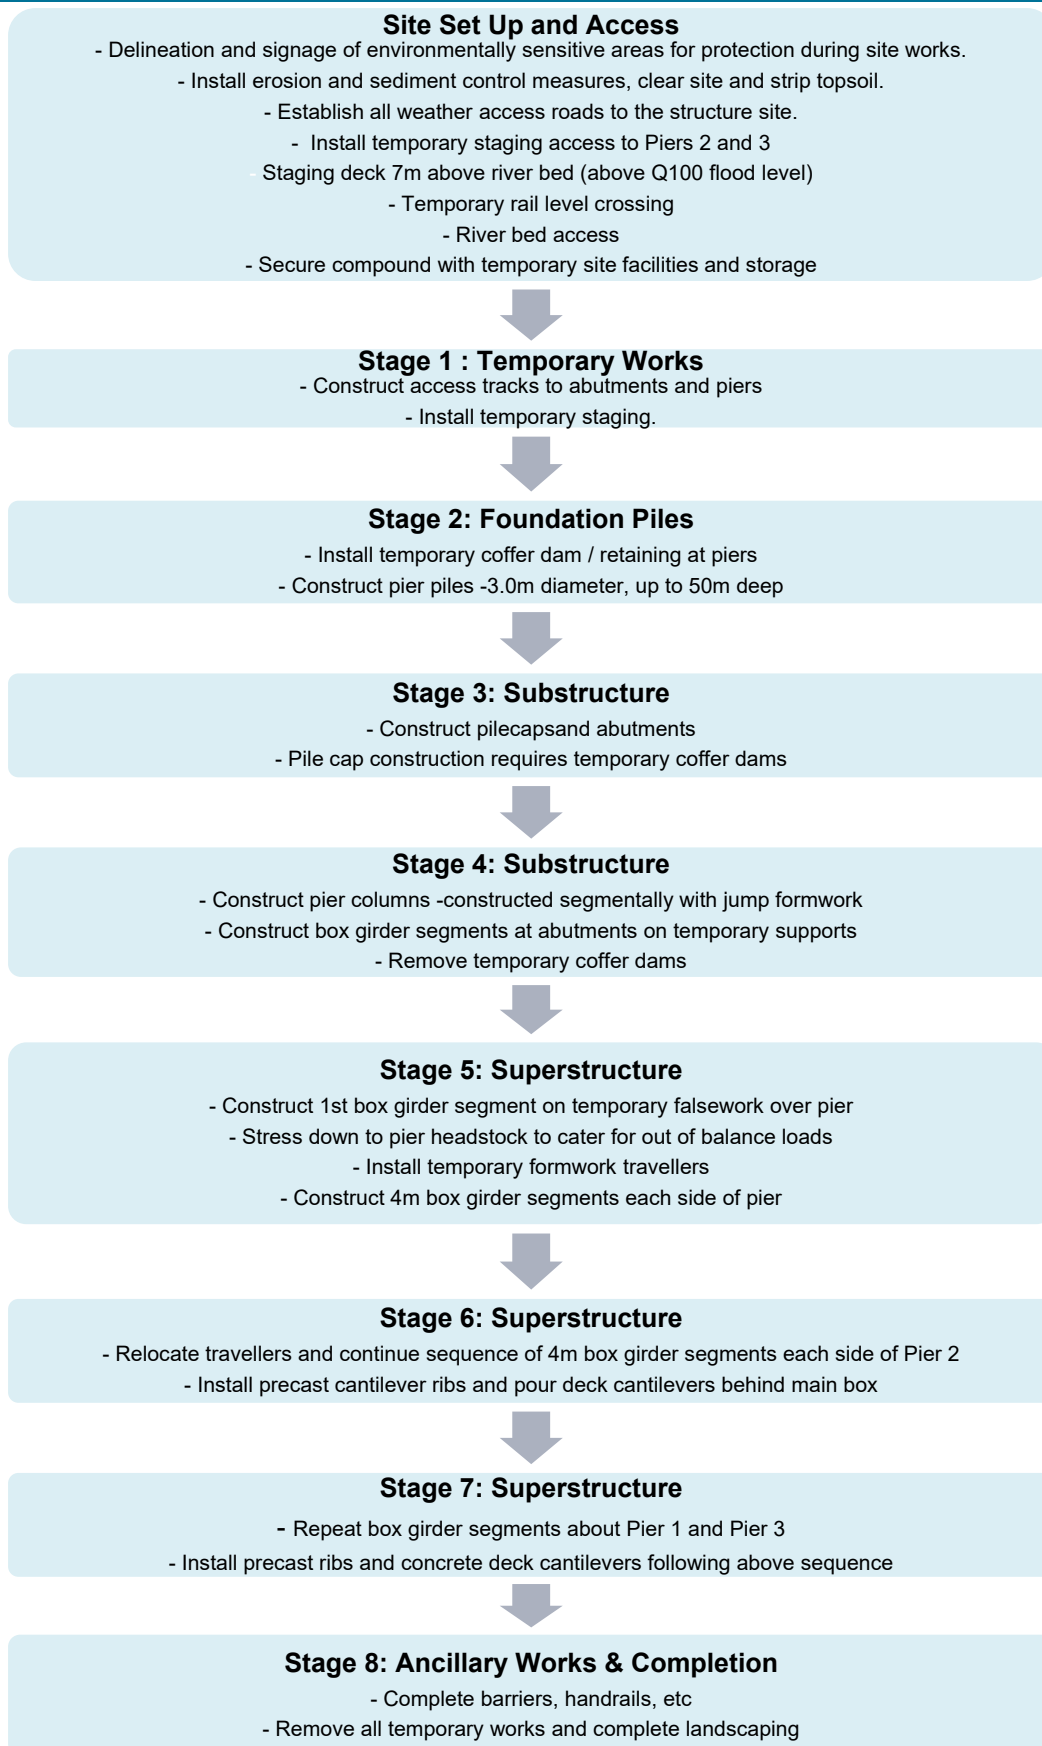 Site Set Up and Access
- Delineation and signage of environmentally sensitive areas for protection during site works.
- Install erosion and sediment control measures, clear site and strip topsoil.
- Establish all weather access roads to the structure site.
- Install temporary staging access to Piers 2 and 3
- Staging deck 7m above river bed (above Q100 flood level)
- Temporary rail level crossing
- River bed access
- Secure compound with temporary site facilities and storage
Stage 1 : Temporary Works
- Construct access tracks to abutments and piers
- Install temporary staging.
Stage 2: Foundation Piles
- Install temporary coffer dam / retaining at piers
- Construct pier piles -3.0m diameter, up to 50m deep
Stage 3: Substructure
- Construct pilecapsand abutments
- Pile cap construction requires temporary coffer dams
Stage 4: Substructure
- Construct pier columns -constructed segmentally with jump formwork
- Construct box girder segments at abutments on temporary supports
- Remove temporary coffer dams
Stage 5: Superstructure
- Construct 1st box girder segment on temporary falsework over pier
- Stress down to pier headstock to cater for out of balance loads
- Install temporary formwork travellers
- Construct 4m box girder segments each side of pier
Stage 6: Superstructure
- Relocate travellers and continue sequence of 4m box girder segments each side of Pier 2
- Install precast cantilever ribs and pour deck cantilevers behind main box
Stage 7: Superstructure
- Repeat box girder segments about Pier 1 and Pier 3
- Install precast ribs and concrete deck cantilevers following above sequence
Stage 8: Ancillary Works & Completion
- Complete barriers, handrails, etc
- Remove all temporary works and complete landscaping